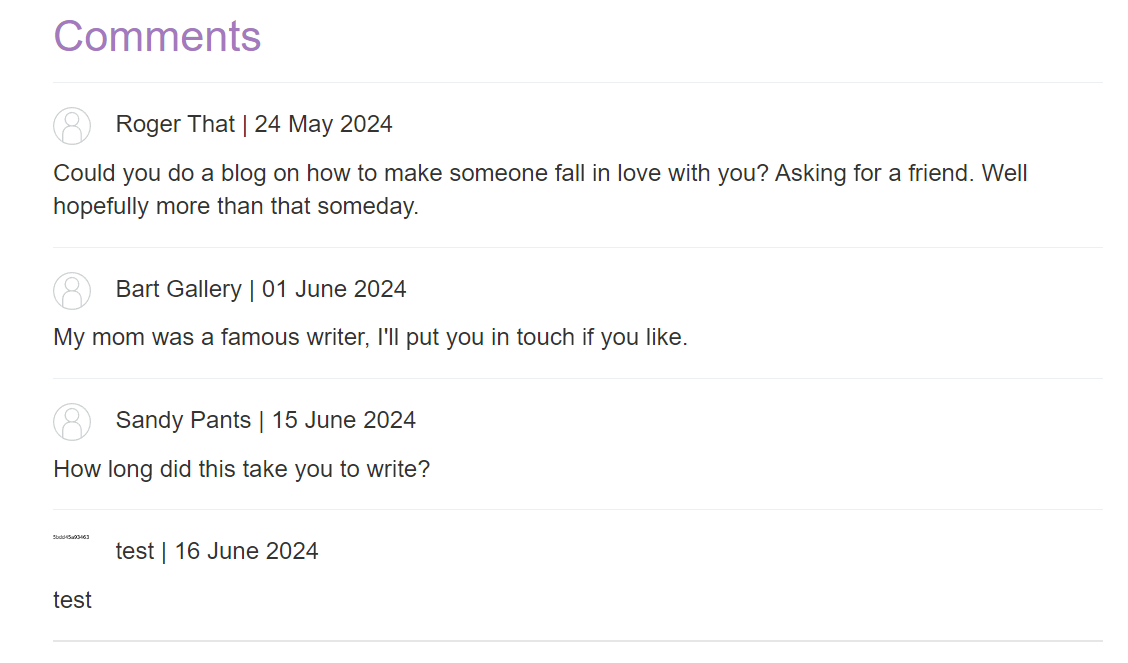 Comments
Roger That | 24 May 2024
Could you do a blog on how to make someone fall in love with you? Asking for a friend. Well
hopefully more than that someday.
Bart Gallery | 01 June 2024
My mom was a famous writer, I'll put you in touch if you like.
Sandy Pants | 15 June 2024
How long did this take you to write?
test | 16 June 2024
test